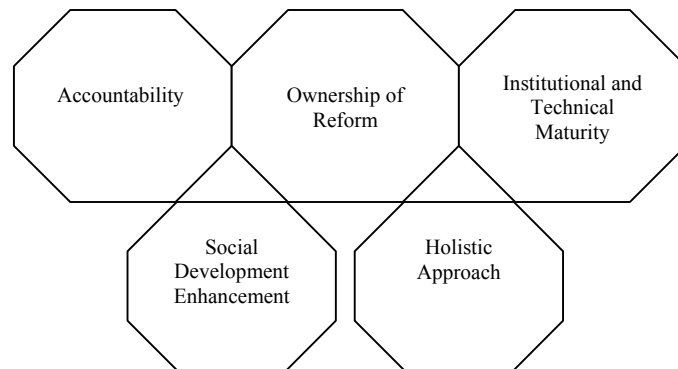 Accountability
Ownership of
Reform
Institutional and
Technical
Maturity
Social
Development
Enhancement
Holistic
Approach